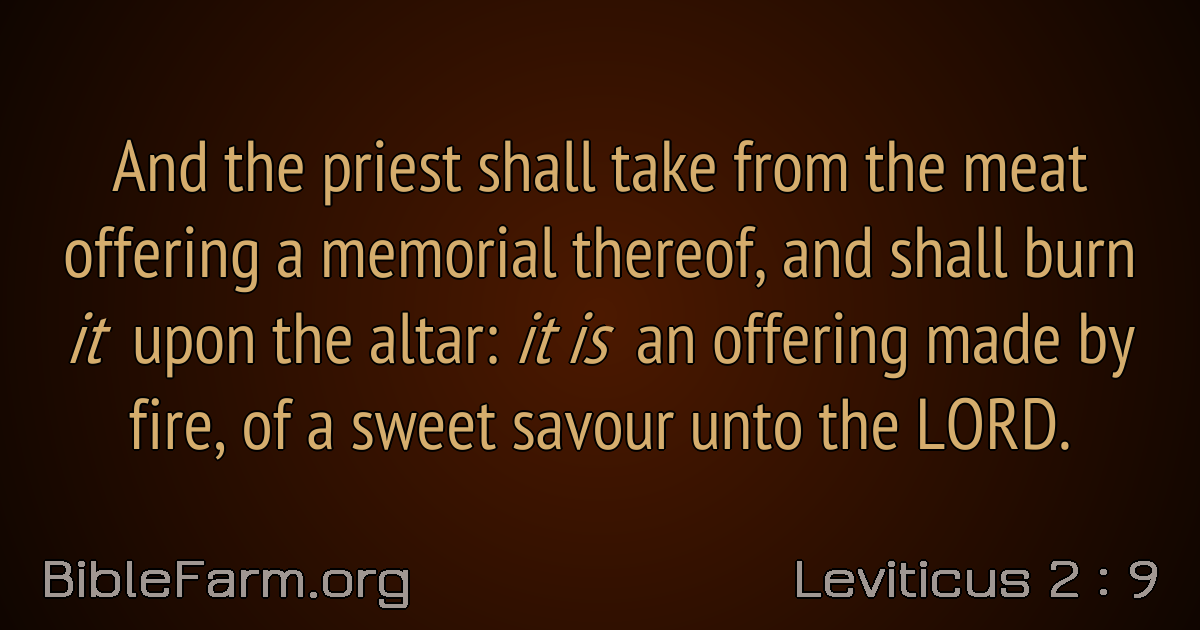 And the priest shall take from the meat
offering a memorial thereof, and shall burn
it upon the altar: it is an offering made by
fire, of a sweet savour unto the LORD.
BibleFarm.org
Leviticus 2 : 9